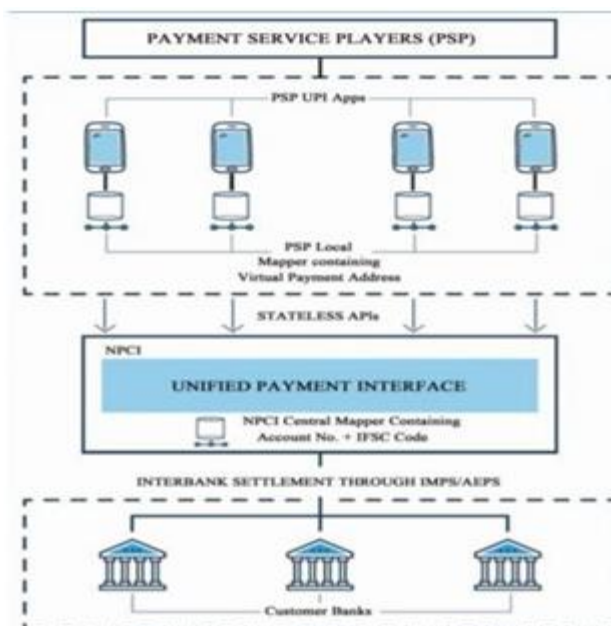 PAYMENT SERVICE PLAYERS (PSP)
PSP UPI Apps
PSP Local
Mapper containing
Virtual Payment Address
STATELESS APIs
NPCI
UNIFIED PAYMENT INTERFACE
NPCI Central Mapper Containing
Account No. + IFSC Code
INTERBANK SETTLEMENT THROUGH IMPS/AEPS
Customer Banks